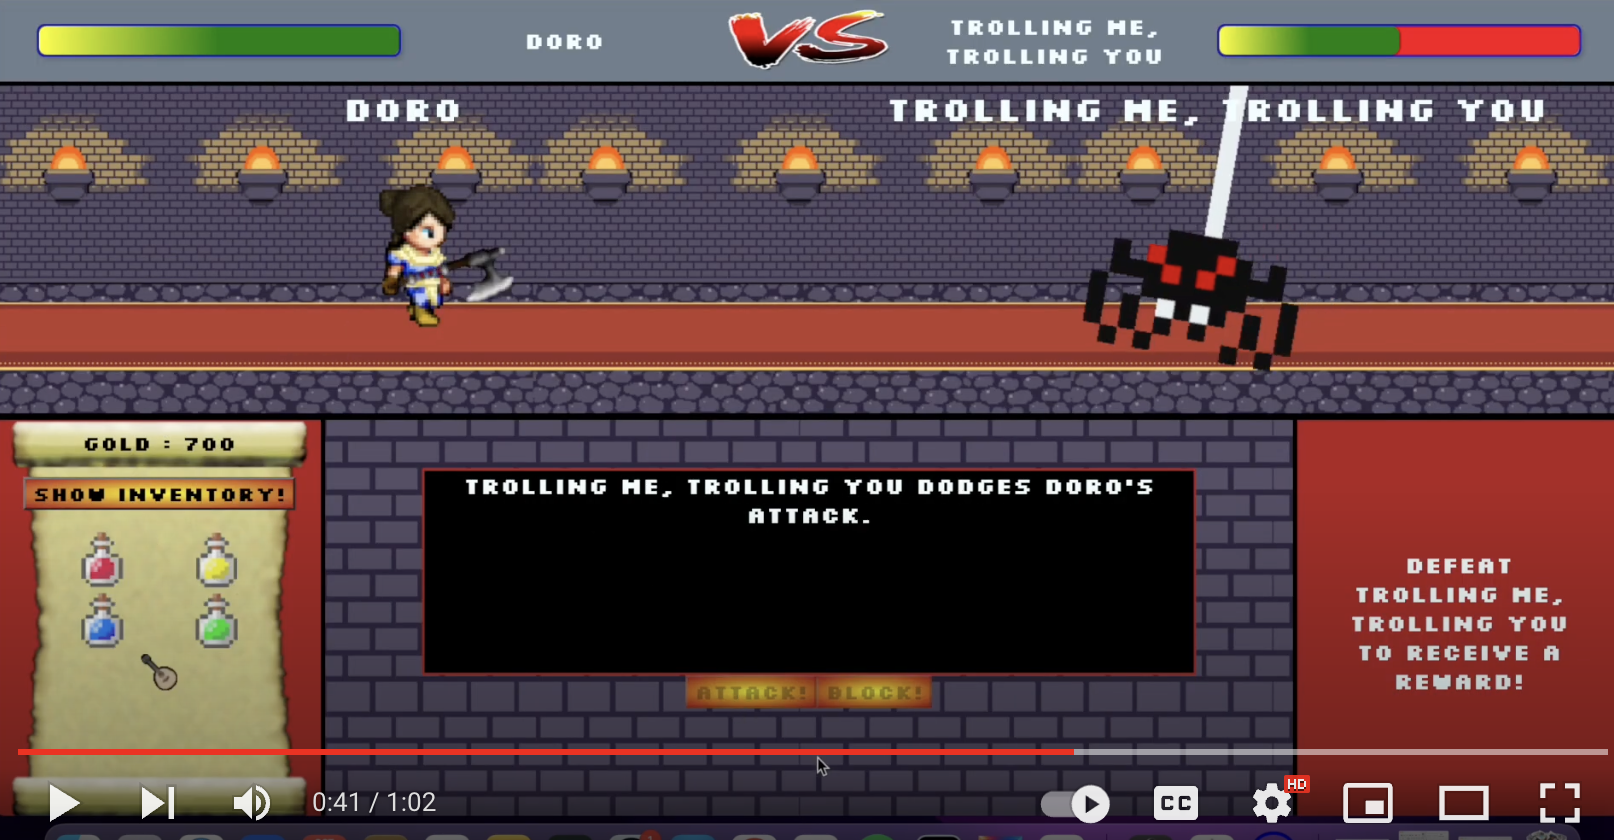 DORO
VS
TROLLING ME,
TROLLING YOU
DORO
TROLLING ME, TROLLING YOU
GOLD : 700
SHOW INVENTORY!
TROLLING ME, TROLLING YOU DODGES DORO'S
ATTACK.
ATTACK! BLOCK!
DEFEAT
TROLLING ME,
TROLLING YOU
TO RECEIVE A
REWARD!
0:41 / 1:02
CC
HD